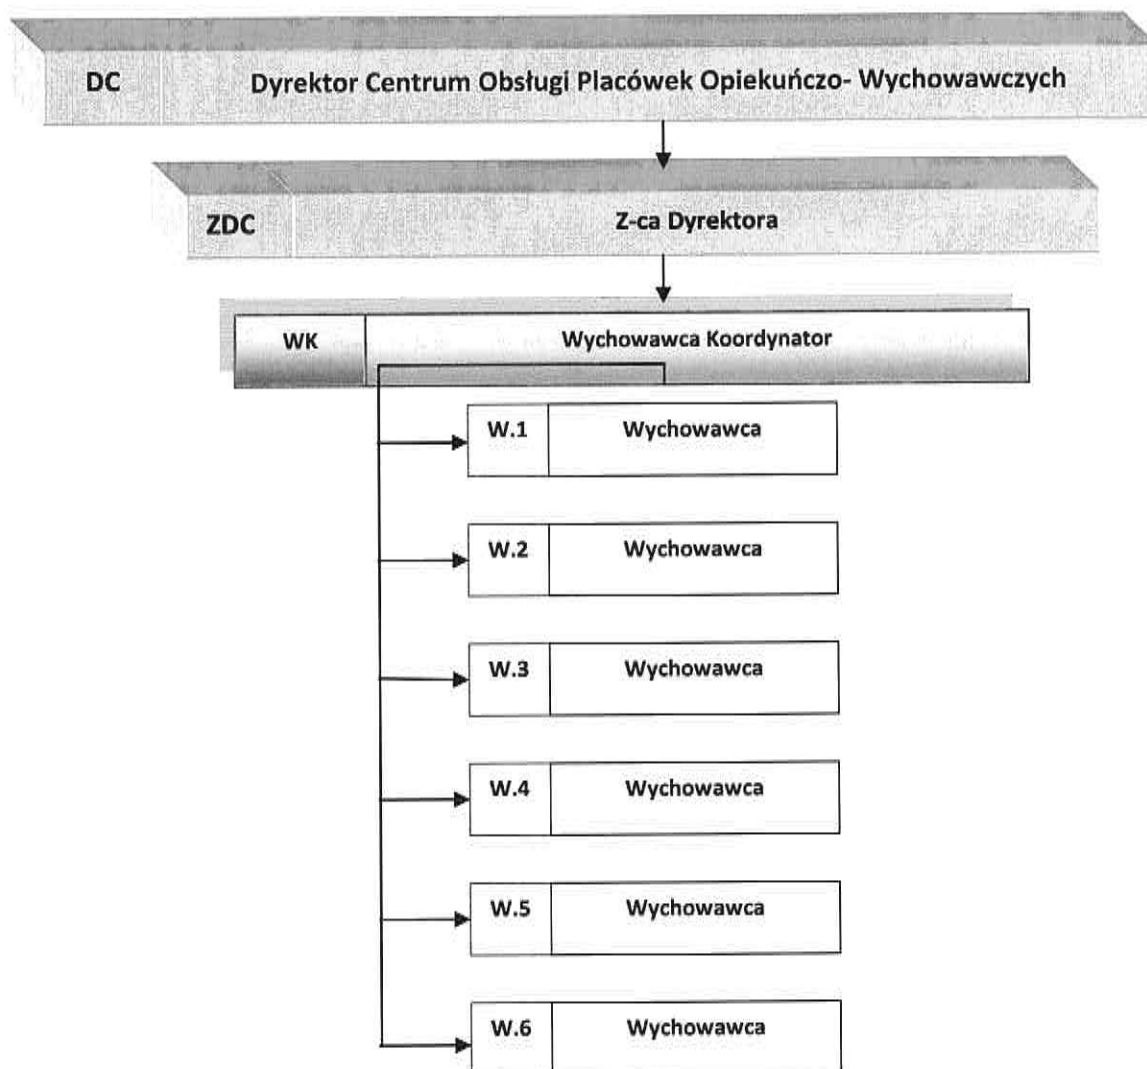 DC Dyrektor Centrum Obsługi Placówek Opiekuńczo- Wychowawczych
ZDC Z-ca Dyrektora
WK Wychowawca Koordynator
W.1 Wychowawca
W.2 Wychowawca
W.3 Wychowawca
W.4 Wychowawca
W.5 Wychowawca
W.6 Wychowawca